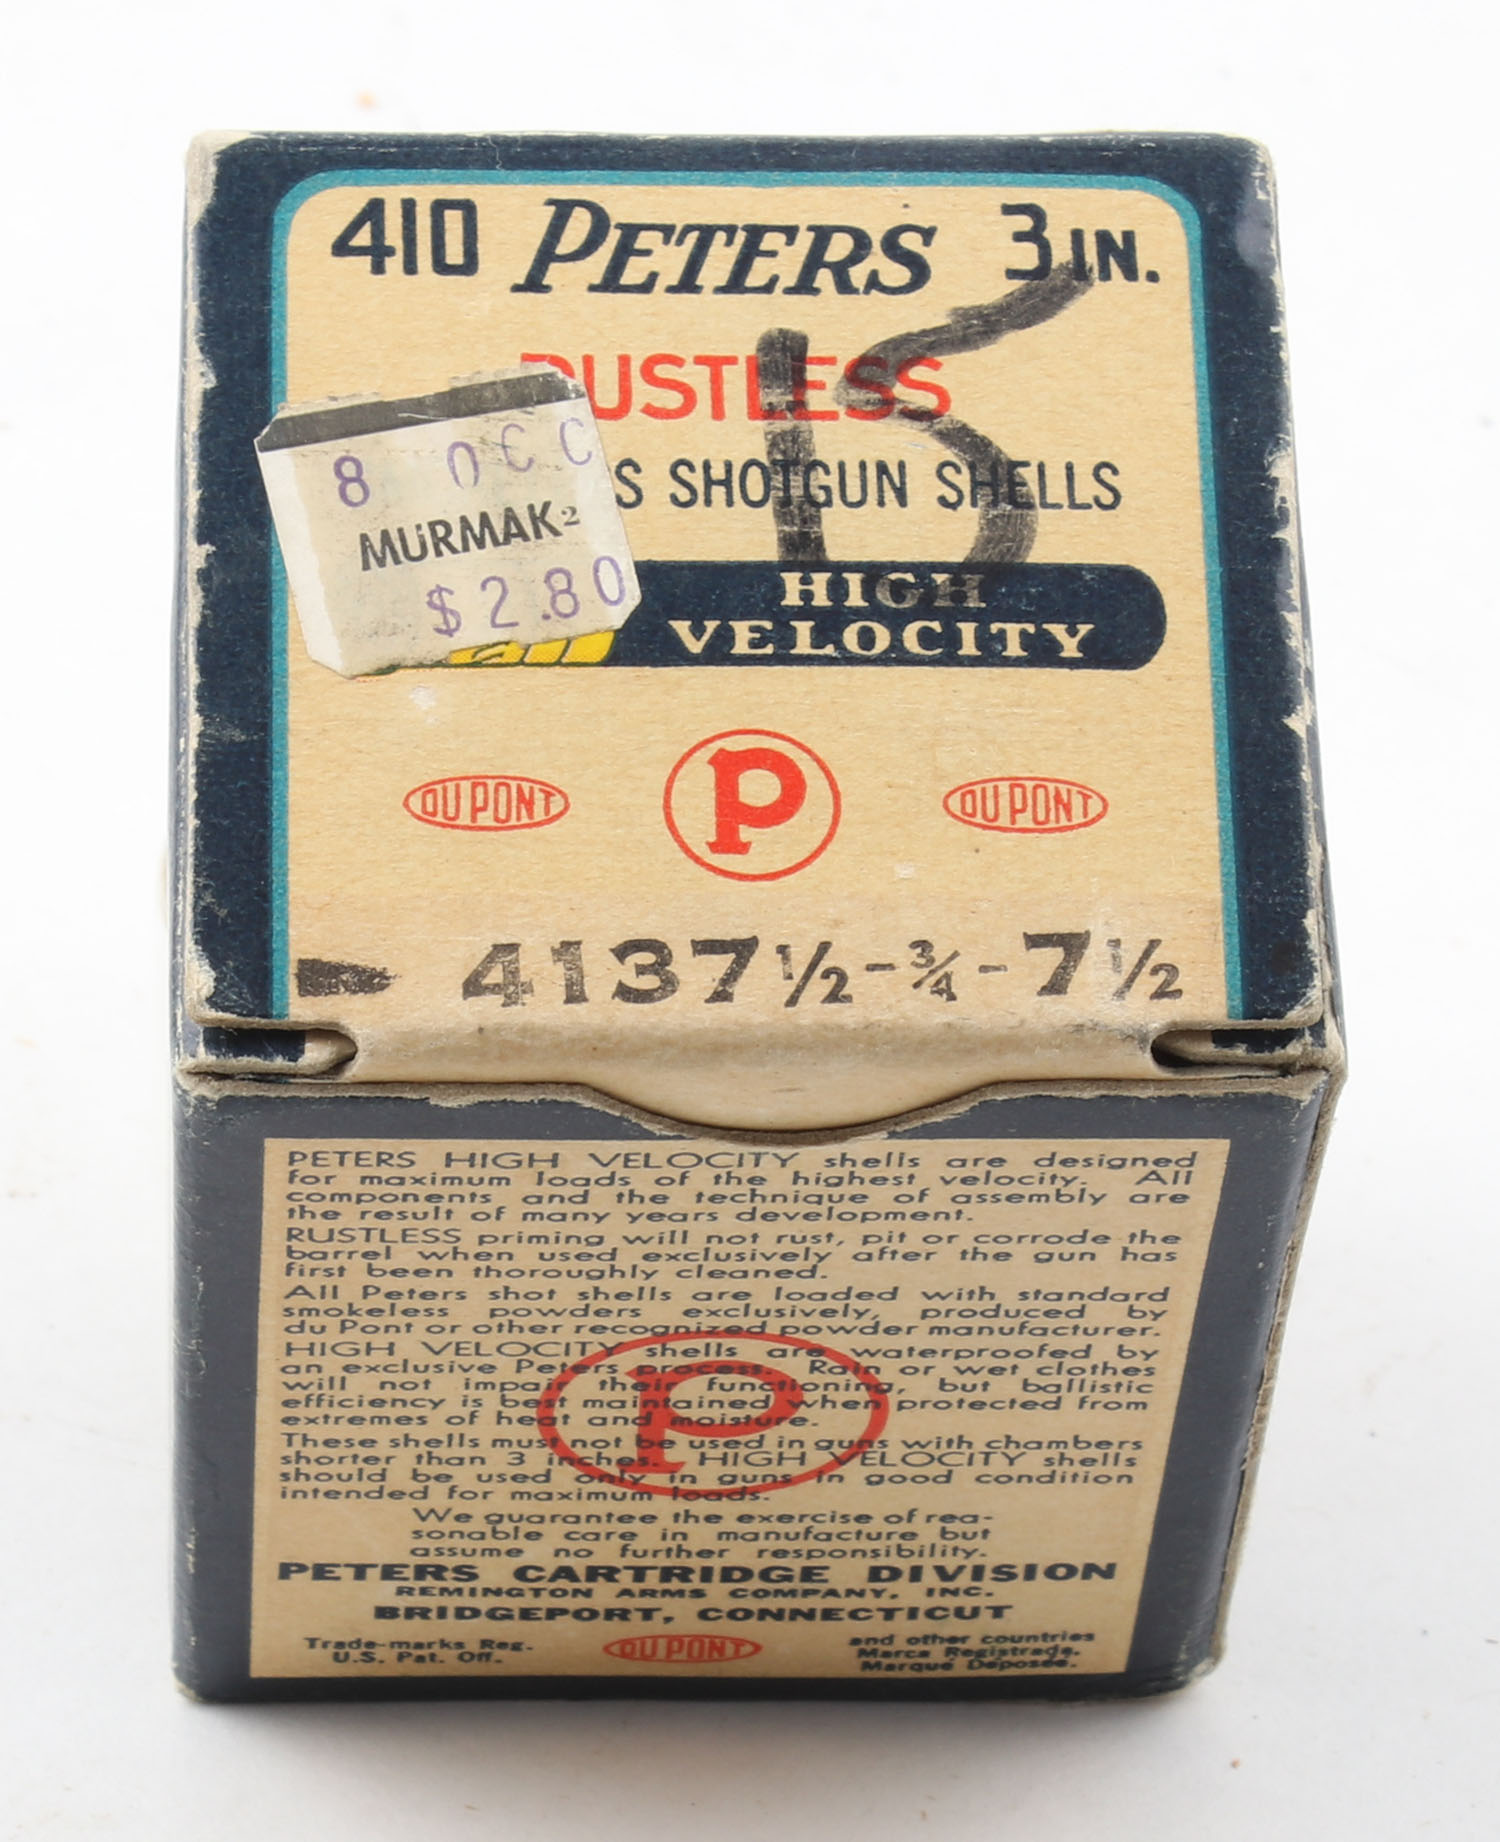 410 PETERS 3 IN.
RUSTLESS
S SHOTGUN SHELLS
8 OCC
MURMAK2
$2.80
HIGH
VELOCITY
DU PONT P DU PONT
4137 1/2 - 3/4 - 7 1/2
PETERS HIGH VELOCITY shells are designed
for maximum loads of the highest velocity. All
components and the technique of assembly are
the result of many years development.
RUSTLESS priming will not rust, pit or corrode the
barrel when used exclusively after the gun has
first been thoroughly cleaned.
All Peters shot shells are loaded with standard
smokeless powders exclusively, produced by
du Pont or other recognized powder manufacturer.
HIGH VELOCITY shells are waterproofed by
an exclusive Peters process. Rain or wet clothes
will not impair their functioning, but ballistic
efficiency is best maintained when protected from
extremes of heat and moisture.
These shells must not be used in guns with chambers
shorter than 3 inches. HIGH VELOCITY shells
should be used only in guns in good condition
intended for maximum loads.
P
We guarantee the exercise of rea-
sonable care in manufacture but
assume no further responsibility.
PETERS CARTRIDGE DIVISION
REMINGTON ARMS COMPANY, INC.
BRIDGEPORT, CONNECTICUT
Trade-marks Reg.
U.S. Pat. Off.
DU PONT
and other countries
Marca Registrada.
Marque Déposée.